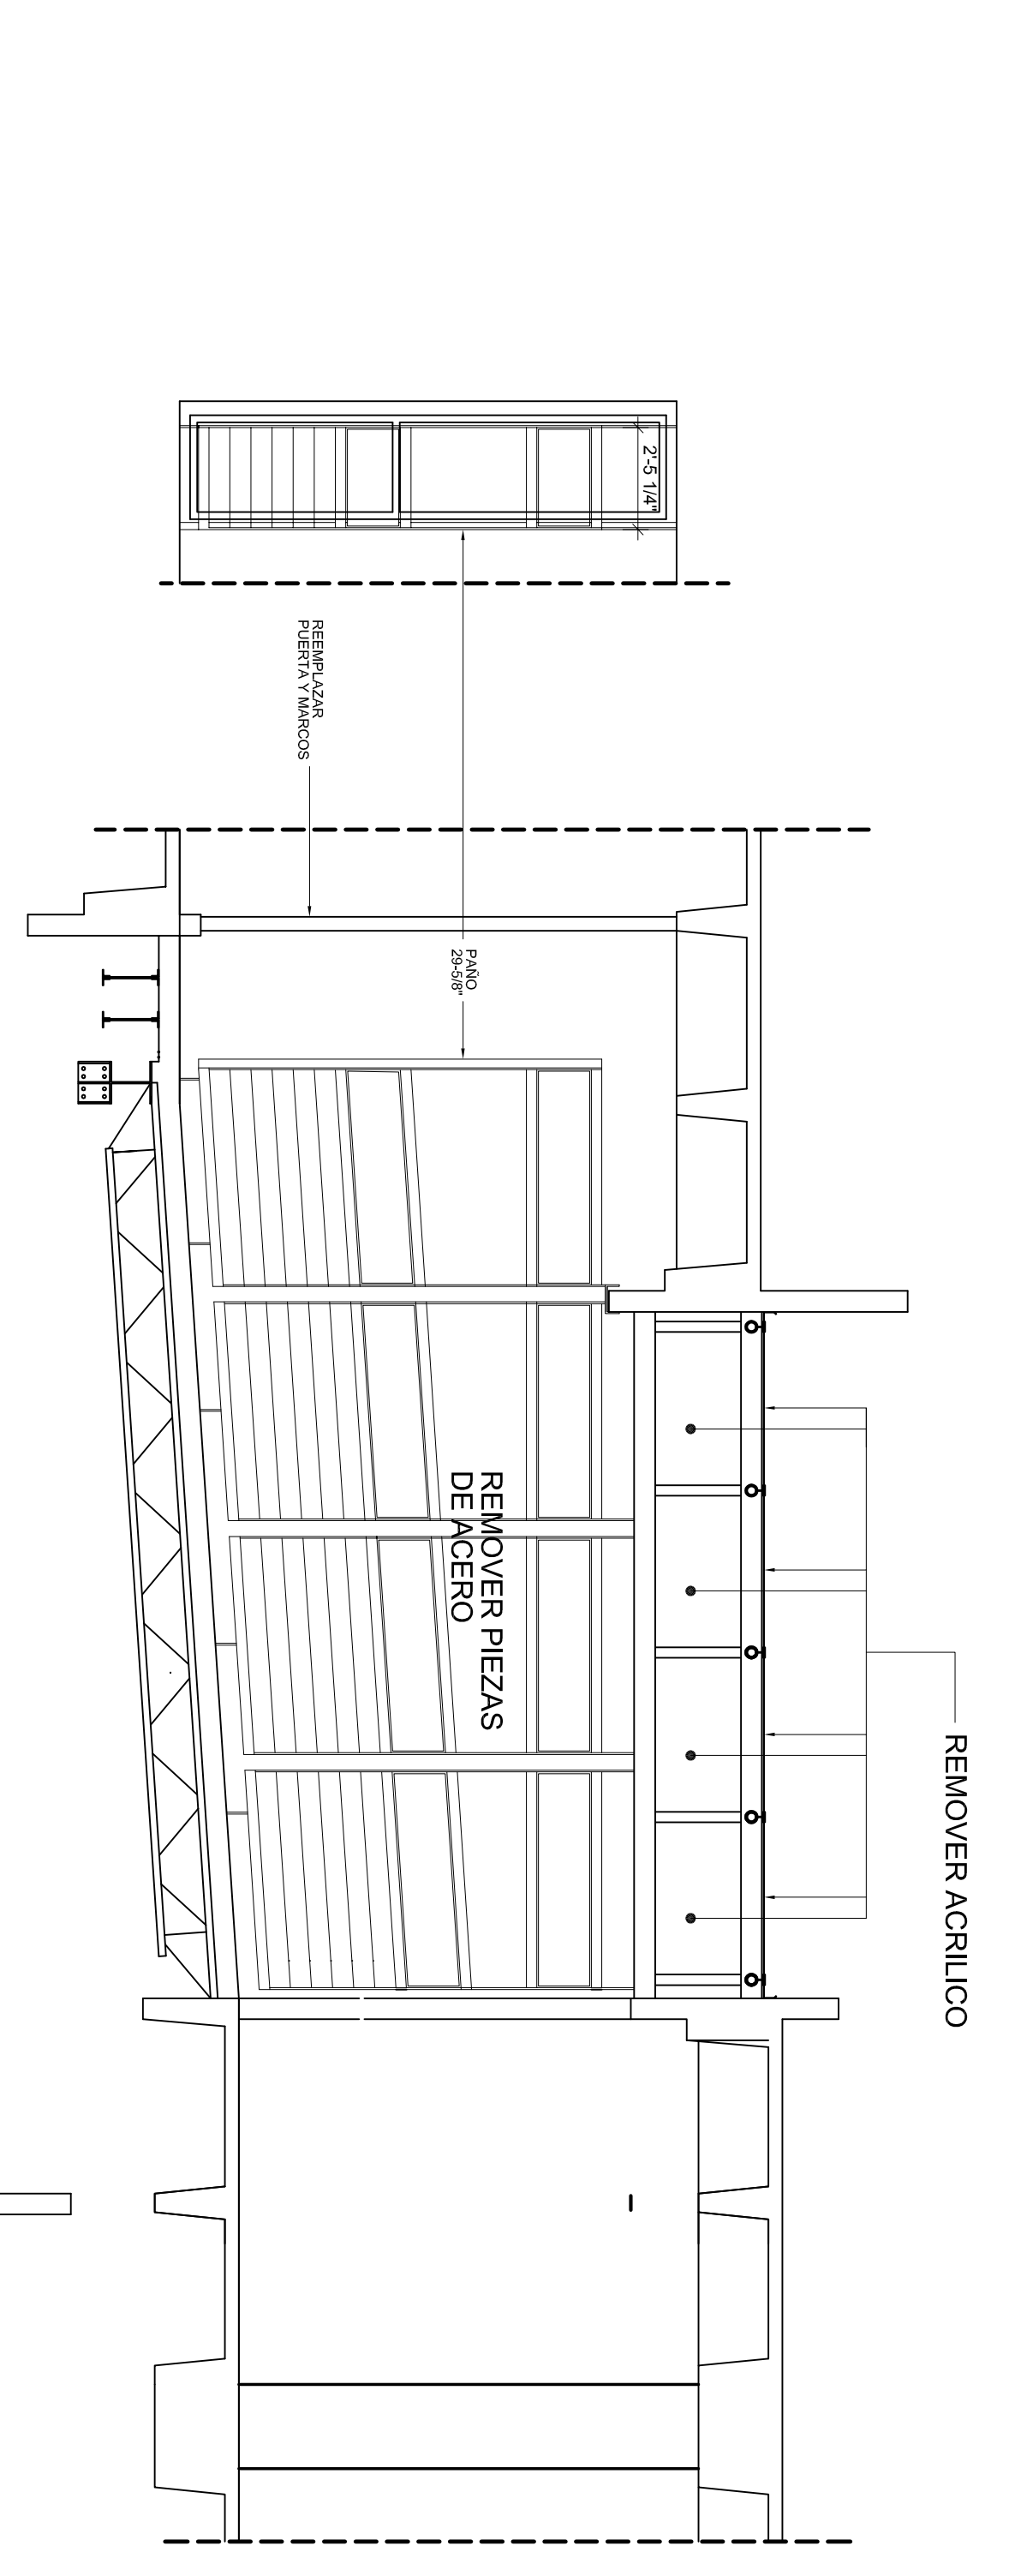 2'-5 1/4"
REEMPLAZAR
PUERTA Y MARCOS
PAÑO
29-5/8"
REMOVER PIEZAS
DE ACERO
REMOVER ACRILICO